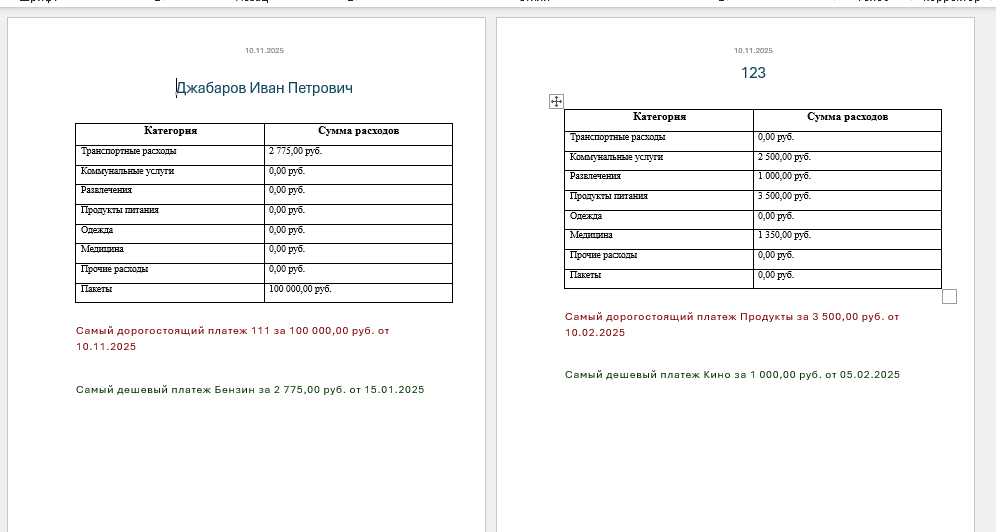 10.11.2025
Джабаров Иван Петрович
Категория Сумма расходов
Транспортные расходы 2 775,00 руб.
Коммунальные услуги 0,00 руб.
Развлечения 0,00 руб.
Продукты питания 0,00 руб.
Одежда 0,00 руб.
Медицина 0,00 руб.
Прочие расходы 0,00 руб.
Пакеты 100 000,00 руб.
Самый дорогостоящий платеж 111 за 100 000,00 руб. от
10.11.2025
Самый дешевый платеж Бензин за 2 775,00 руб. от 15.01.2025
10.11.2025
123
Категория Сумма расходов
Транспортные расходы 0,00 руб.
Коммунальные услуги 2 500,00 руб.
Развлечения 1 000,00 руб.
Продукты питания 3 500,00 руб.
Одежда 0,00 руб.
Медицина 1 350,00 руб.
Прочие расходы 0,00 руб.
Пакеты 0,00 руб.
Самый дорогостоящий платеж Продукты за 3 500,00 руб. от
10.02.2025
Самый дешевый платеж Кино за 1 000,00 руб. от 05.02.2025